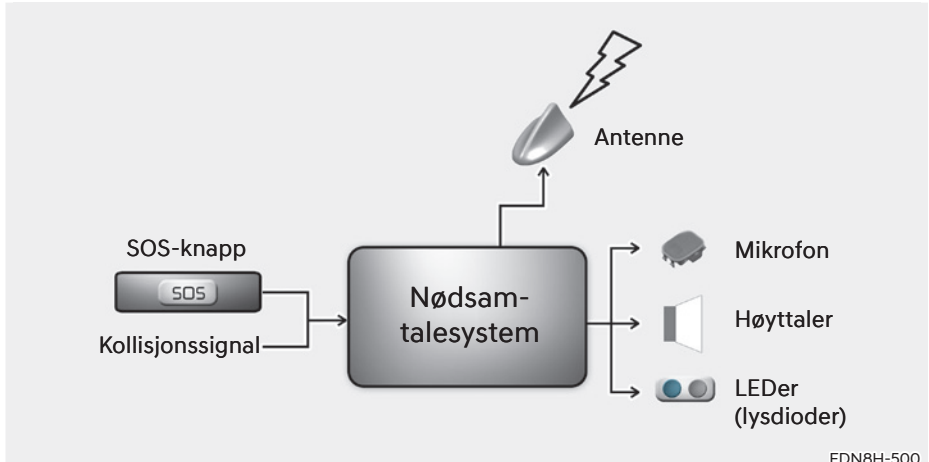 Antenne
SOS-knapp
SOS
Kollisjonssignal
Nødsam-
talesystem
Mikrofon
Høyttaler
LEDer
(lysdioder)
EDN8H-500